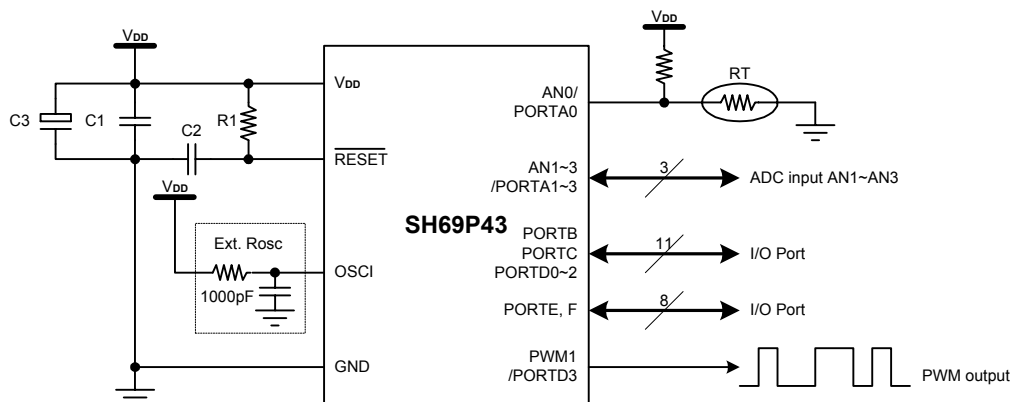 VDD
VDD
VDD
C3
C1
C2
R1
RESET
VDD
Ext. Rosc
1000pF
OSCI
GND
SH69P43
AN0/
PORTA0
RT
AN1~3
/PORTA1~3
3
ADC input AN1~AN3
PORTB
PORTC
PORTD0~2
11
I/O Port
PORTE, F
8
I/O Port
PWM1
/PORTD3
PWM output